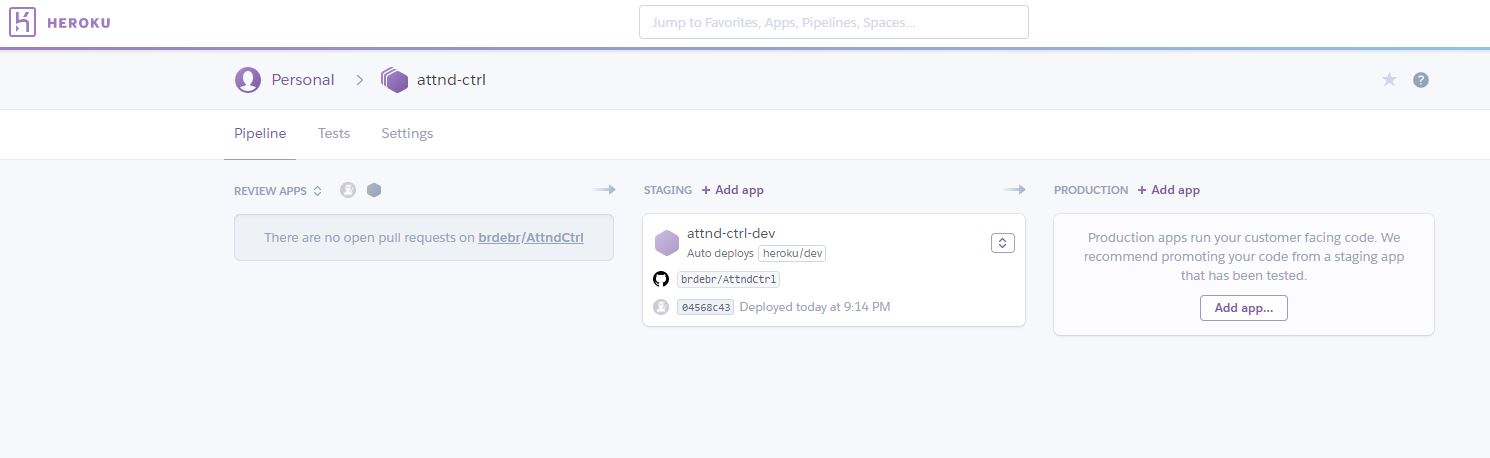 HEROKU
Jump to Favorites, Apps, Pipelines, Spaces...
Personal
attnd-ctrl
?
Pipeline Tests Settings
REVIEW APPS
There are no open pull requests on brdebr/AttndCtrl
STAGING + Add app
attnd-ctrl-dev
Auto deploys heroku/dev
brdebr/AttndCtrl
04568c43 Deployed today at 9:14 PM
PRODUCTION + Add app
Production apps run your customer facing code. We
recommend promoting your code from a staging app
that has been tested.
Add app...